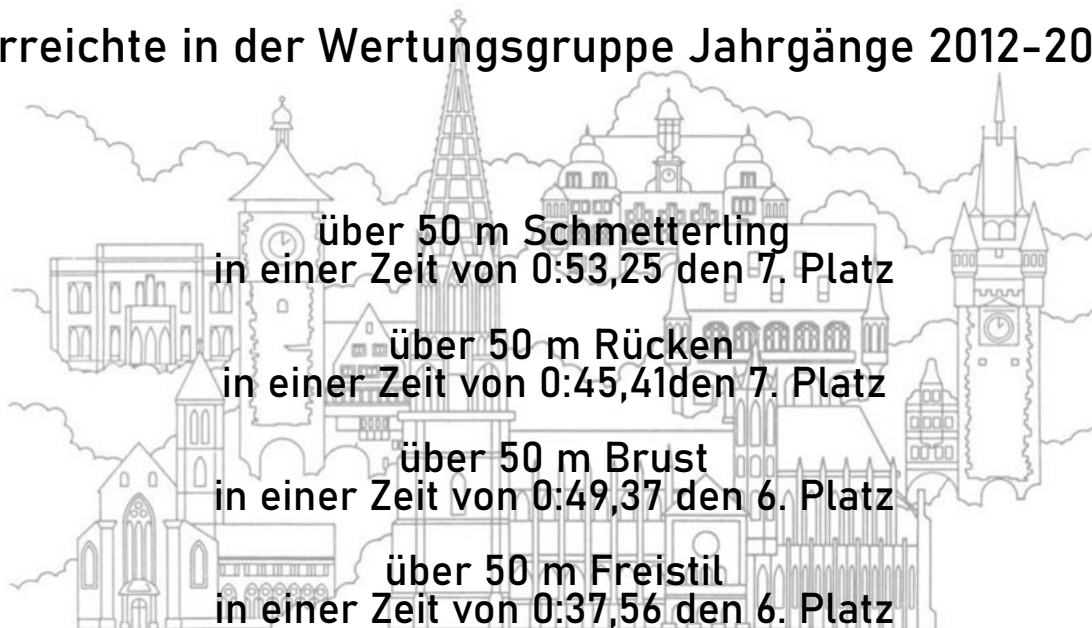 rreichte in der Wertungsgruppe Jahrgänge 2012-20
über 50 m Schmetterling
in einer Zeit von 0:53,25 den 7. Platz
über 50 m Rücken
in einer Zeit von 0:45,41den 7. Platz
über 50 m Brust
in einer Zeit von 0:49,37 den 6. Platz
über 50 m Freistil
in einer Zeit von 0:37,56 den 6. Platz